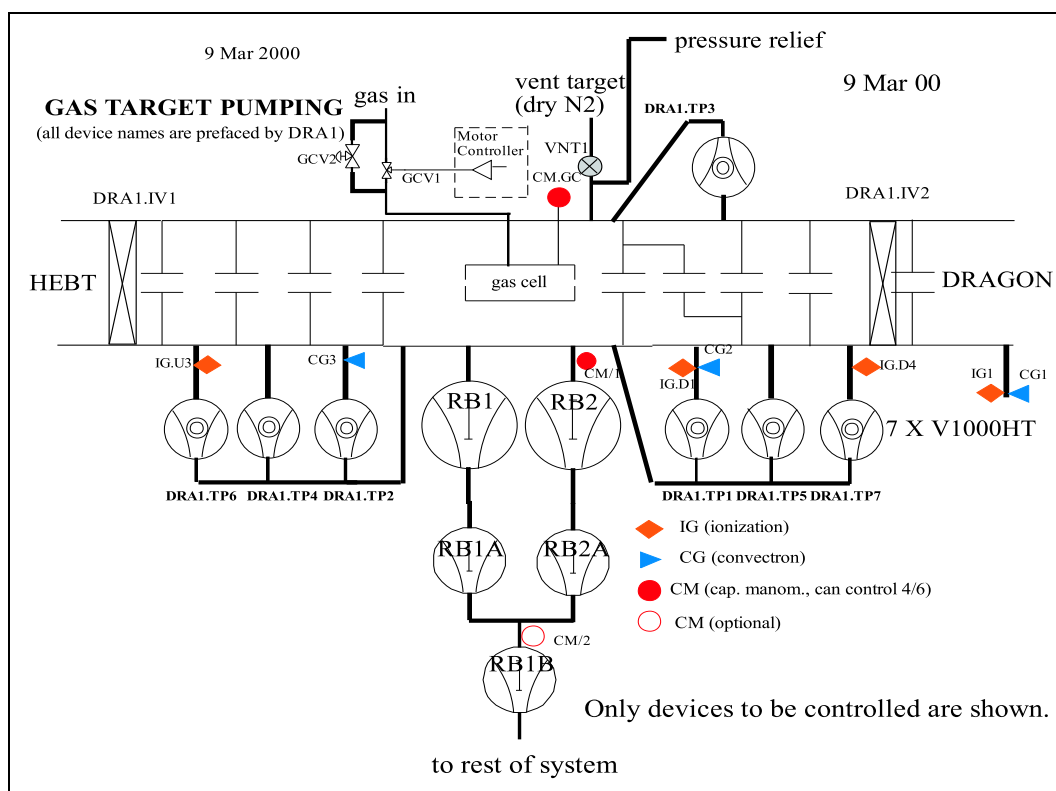 pressure relief
9 Mar 2000
9 Mar 00
vent target
(dry N2)
gas in
GAS TARGET PUMPING
(all device names are prefaced by DRA1)
DRA1.TP3
Motor
Controller
VNT1
GCV2
GCV1
CM.GC
DRA1.IV1
DRA1.IV2
HEBT
gas cell
DRAGON
IG.U3
CG3
CM/1
CG2
IG.D1
IG.D4
IG1
CG1
RB1
RB2
7 X V1000HT
DRA1.TP6
DRA1.TP4
DRA1.TP2
DRA1.TP1
DRA1.TP5
DRA1.TP7
IG (ionization)
RB1A
RB2A
CG (convectron)
CM (cap. manom., can control 4/6)
CM (optional)
CM/2
RB1B
Only devices to be controlled are shown.
to rest of system